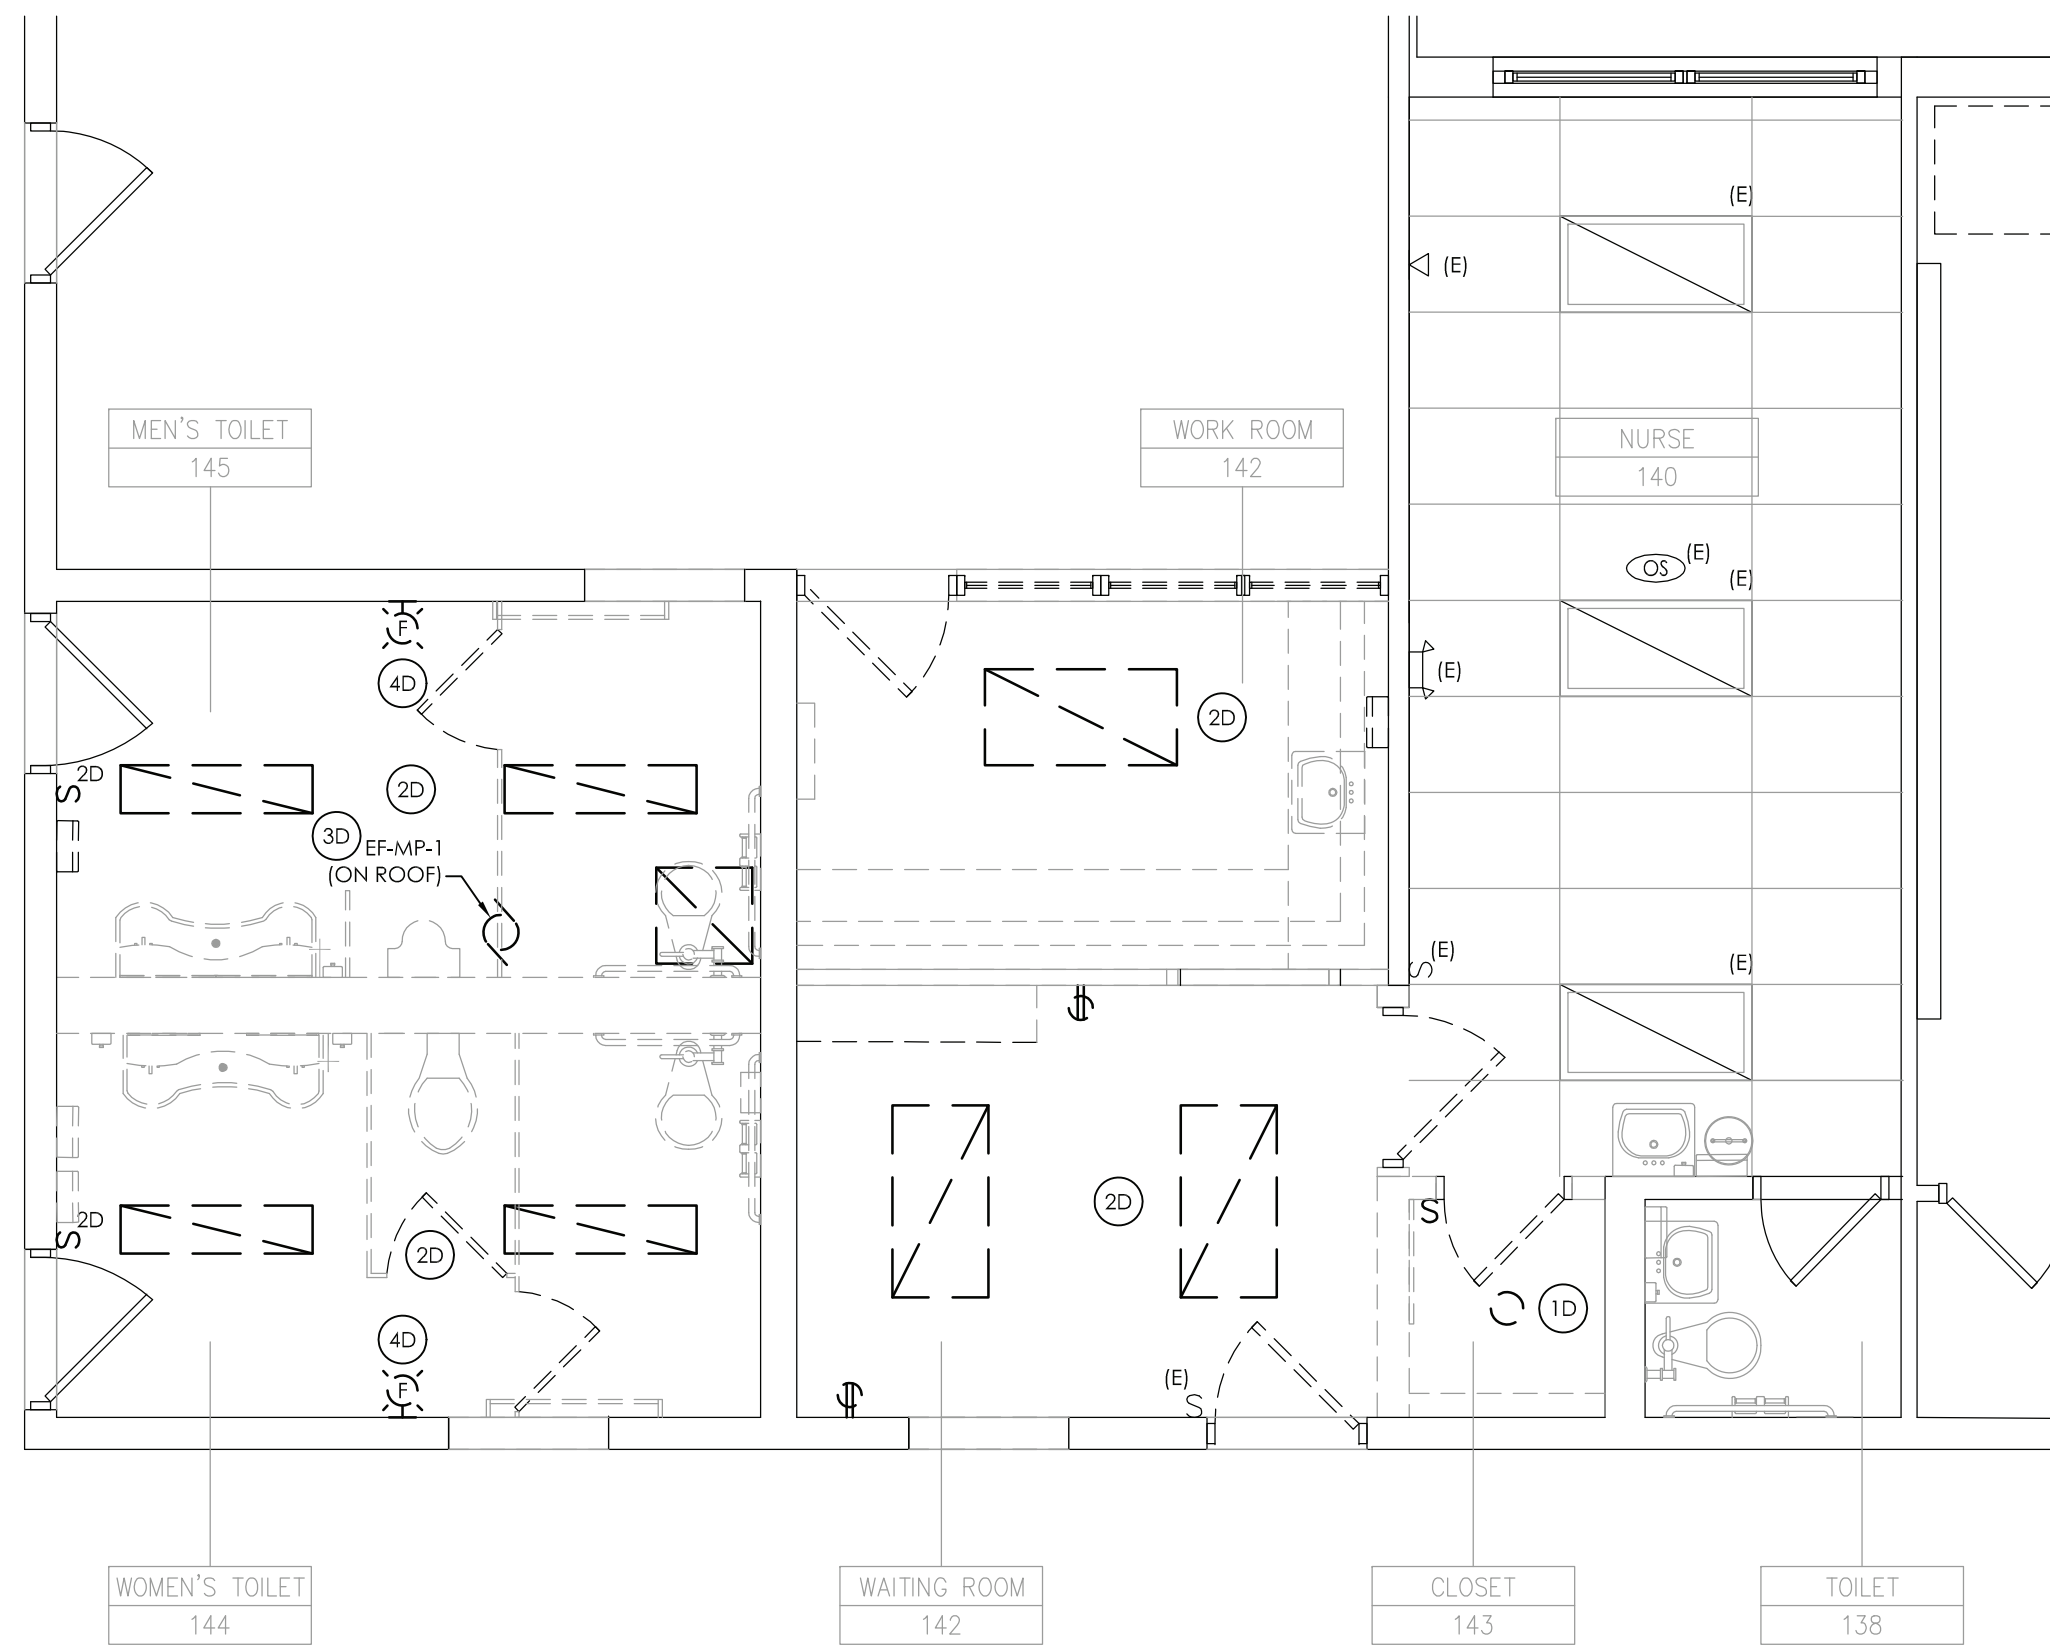 (E)
(E)
MEN'S TOILET
145
WORK ROOM
142
NURSE
140
OS
(E)
(E)
F
4D
(E)
2D
2D
S
2D
3D
EF-MP-1
(ON ROOF)
(E)
S
(E)
2D
S
2D
2D
S
1D
4D
F
(E)
S
WOMEN'S TOILET
144
WAITING ROOM
142
CLOSET
143
TOILET
138